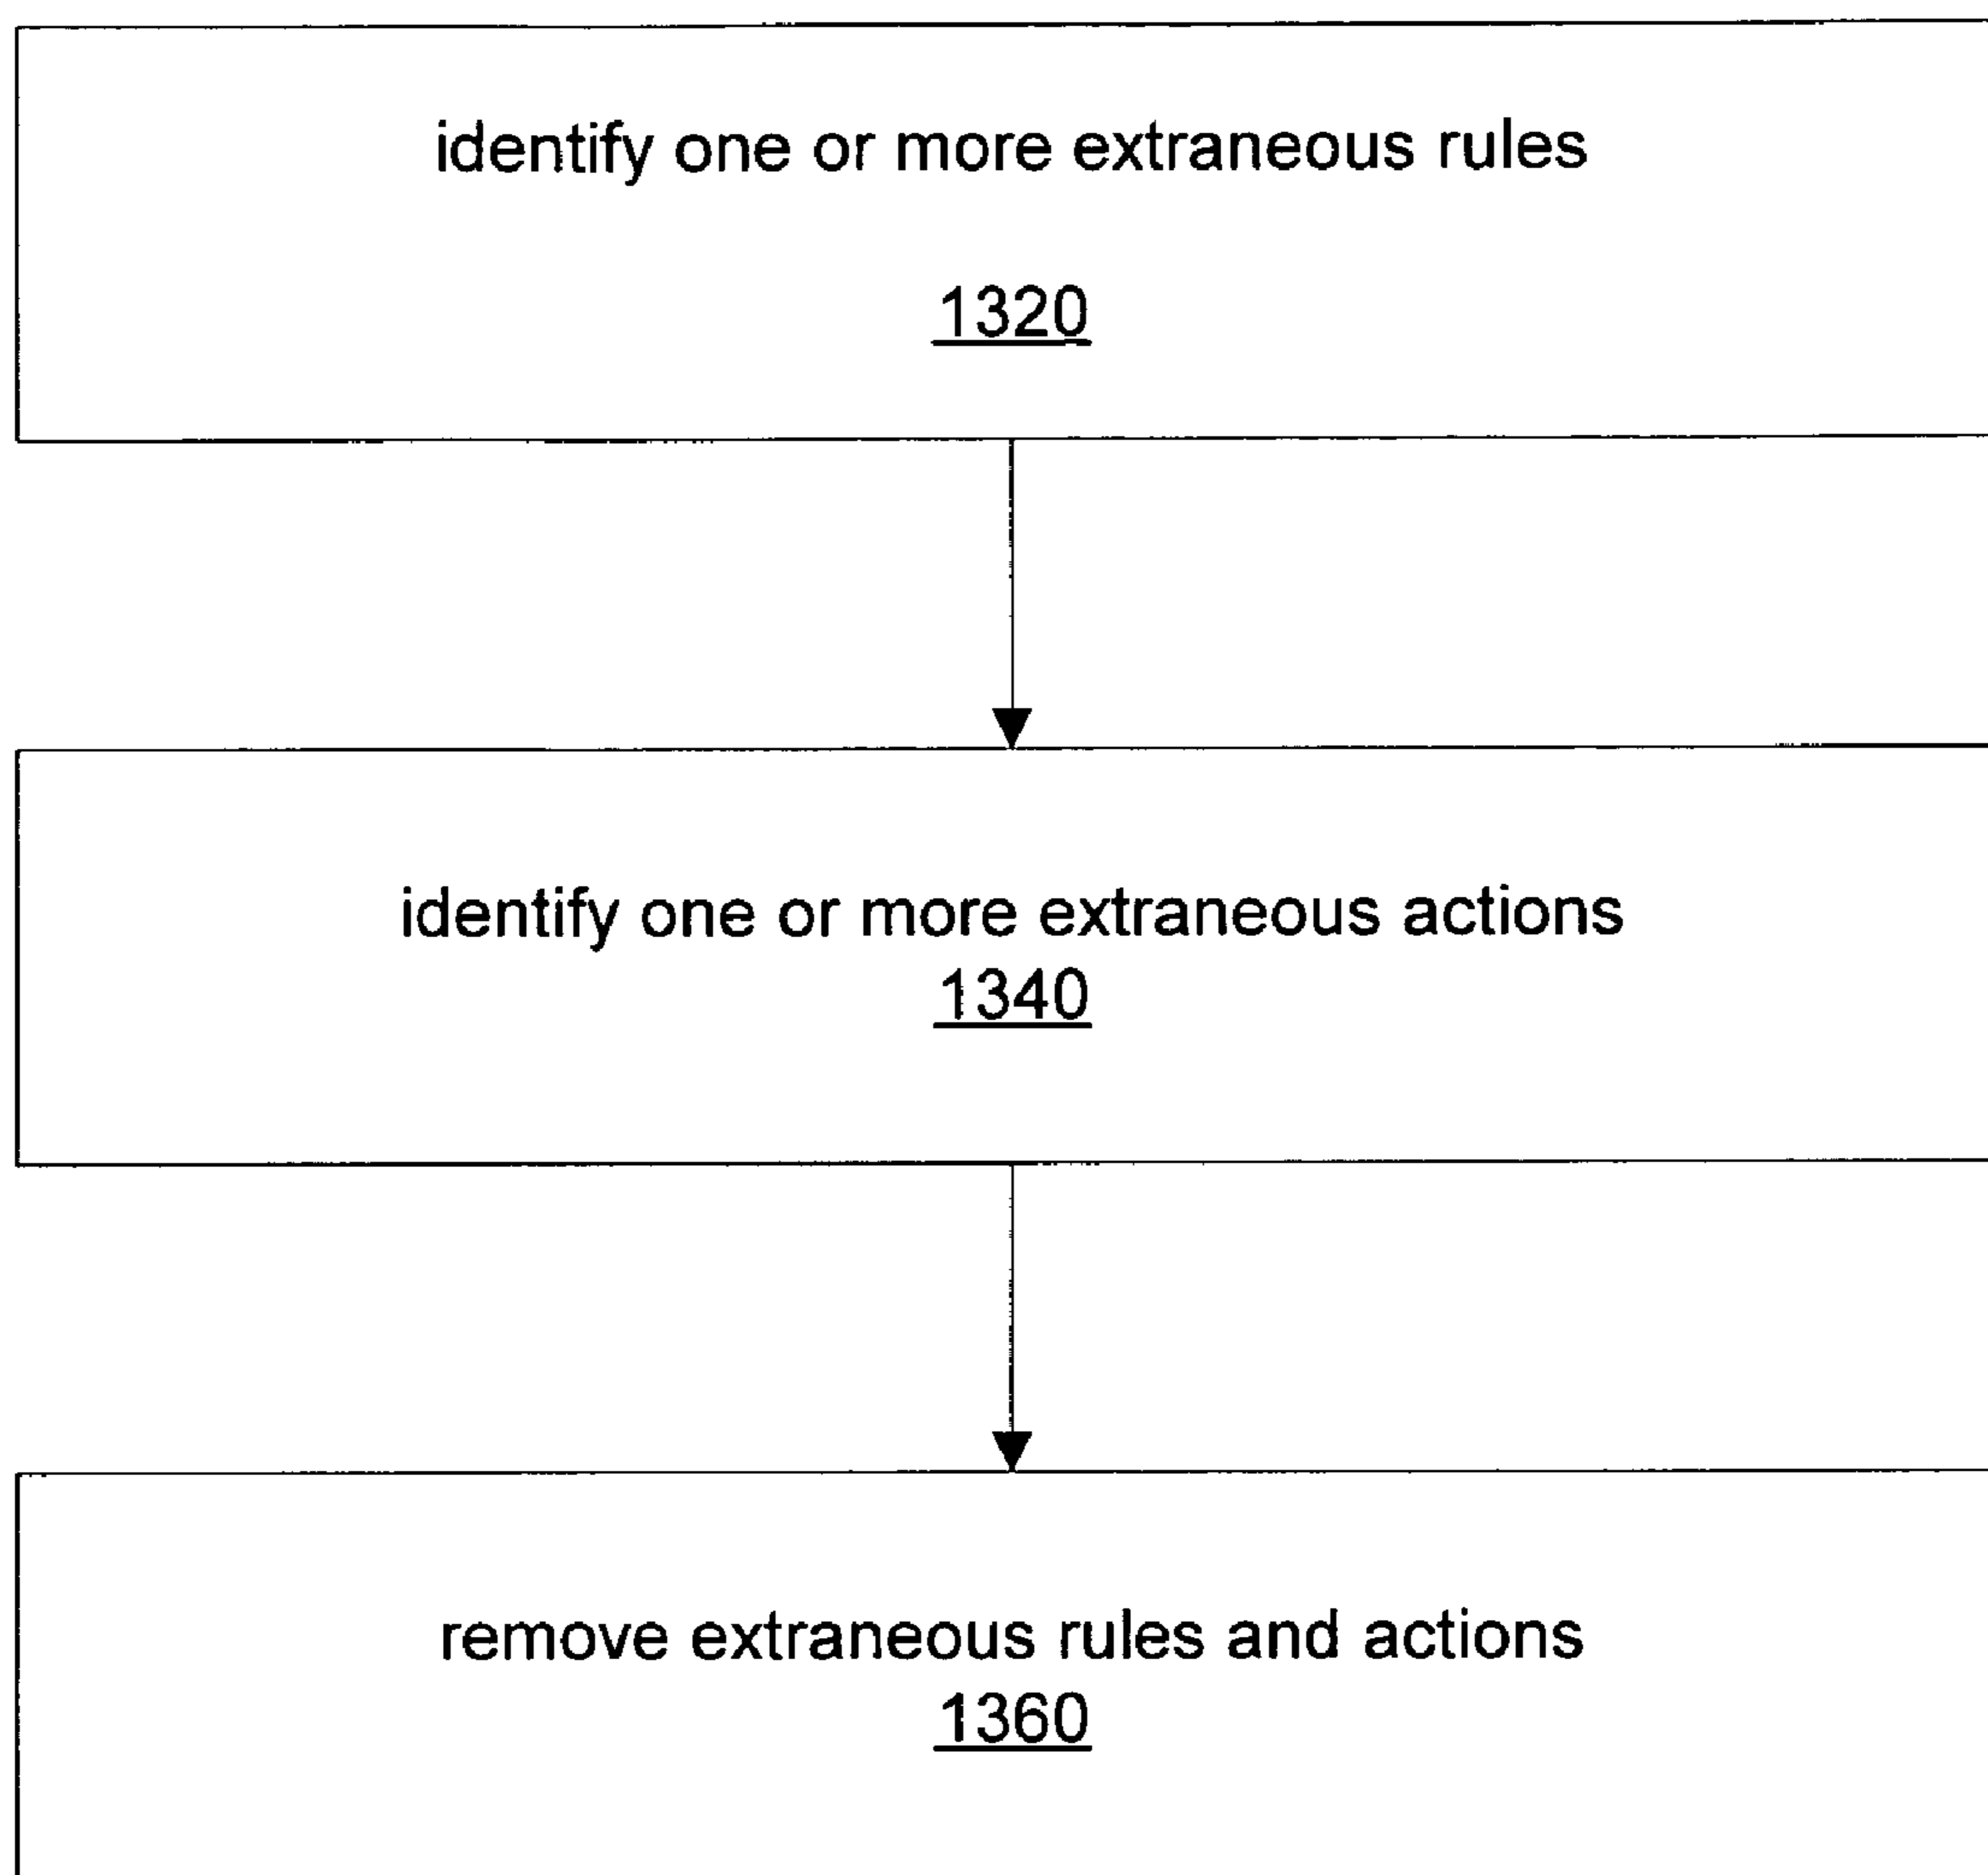 identify one or more extraneous rules
1320
identify one or more extraneous actions
1340
remove extraneous rules and actions
1360